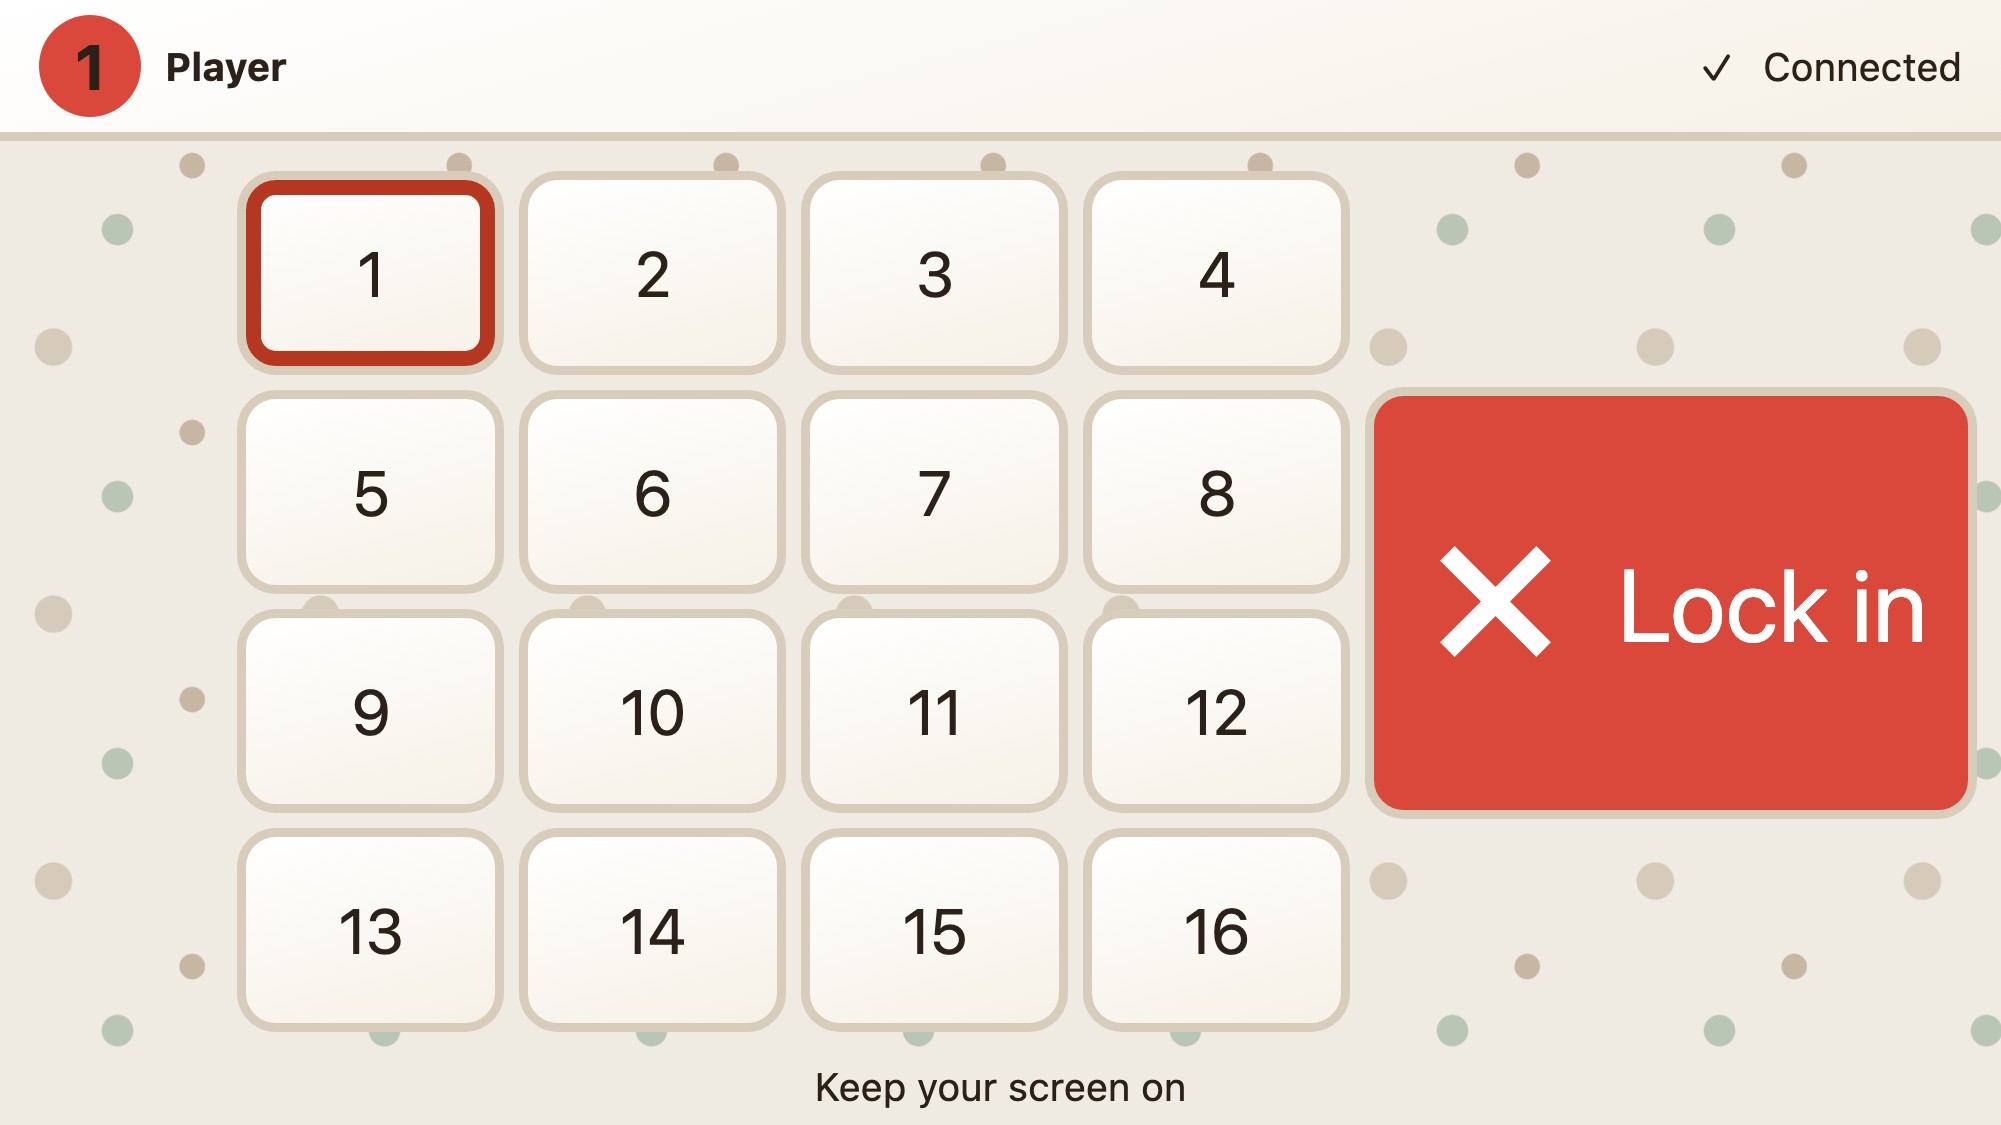 1 Player
✓ Connected
1 2 3 4
5 6 7 8
9 10 11 12
13 14 15 16
✕ Lock in
Keep your screen on